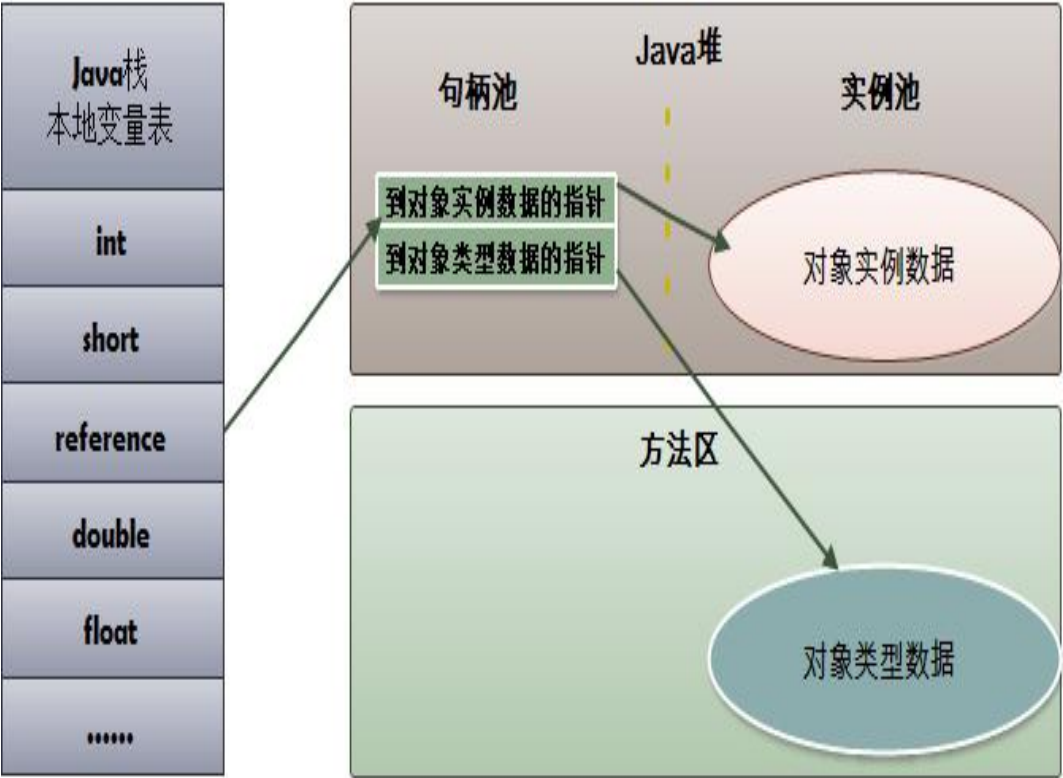 Java栈
本地变量表
int
short
reference
double
float
......
Java堆
句柄池
实例池
到对象实例数据的指针
到对象类型数据的指针
对象实例数据
方法区
对象类型数据